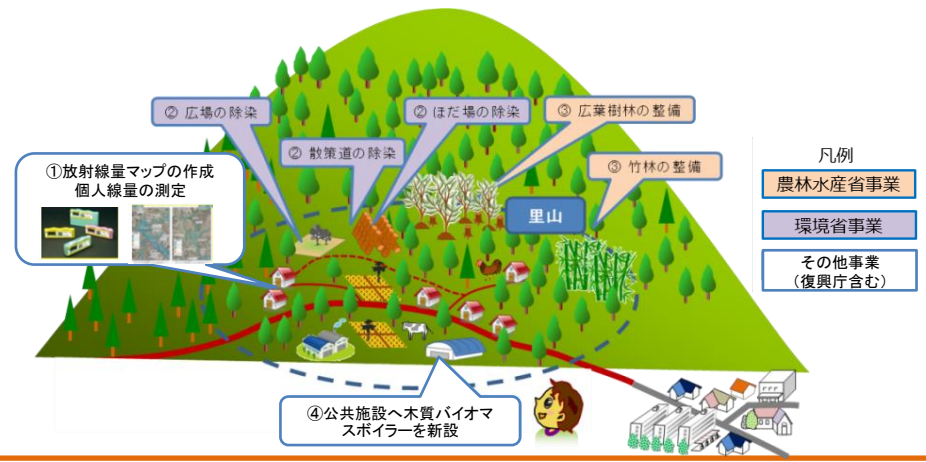 ② 広場の除染
② ほだ場の除染
③ 広葉樹林の整備
② 散策道の除染
③ 竹林の整備
①放射線量マップの作成
個人線量の測定
里山
④公共施設へ木質バイオマ
スボイラーを新設
凡例
農林水産省事業
環境省事業
その他事業
（復興庁含む）